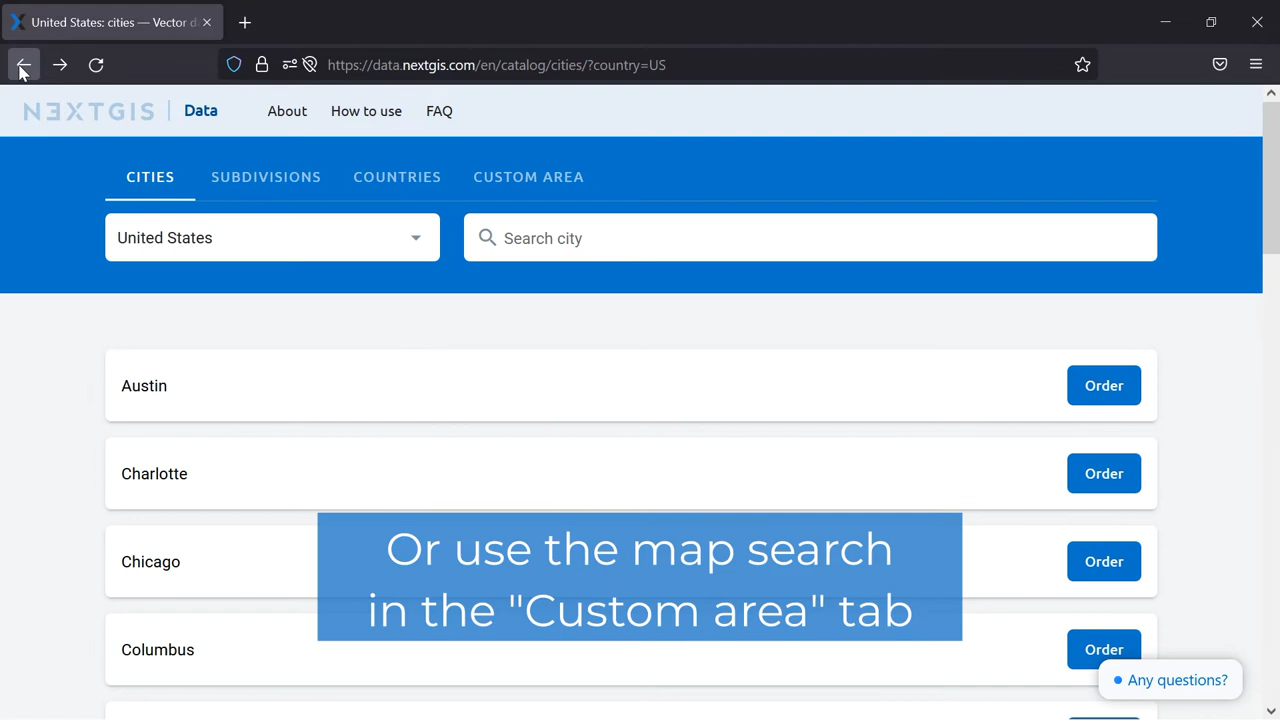 United States: cities — Vector d
https://data.nextgis.com/en/catalog/cities/?country=US
NEXTGIS Data About How to use FAQ
CITIES SUBDIVISIONS COUNTRIES CUSTOM AREA
United States Search city
Austin Order
Charlotte Order
Chicago Order
Columbus Order
Or use the map search
in the "Custom area" tab
Any questions?